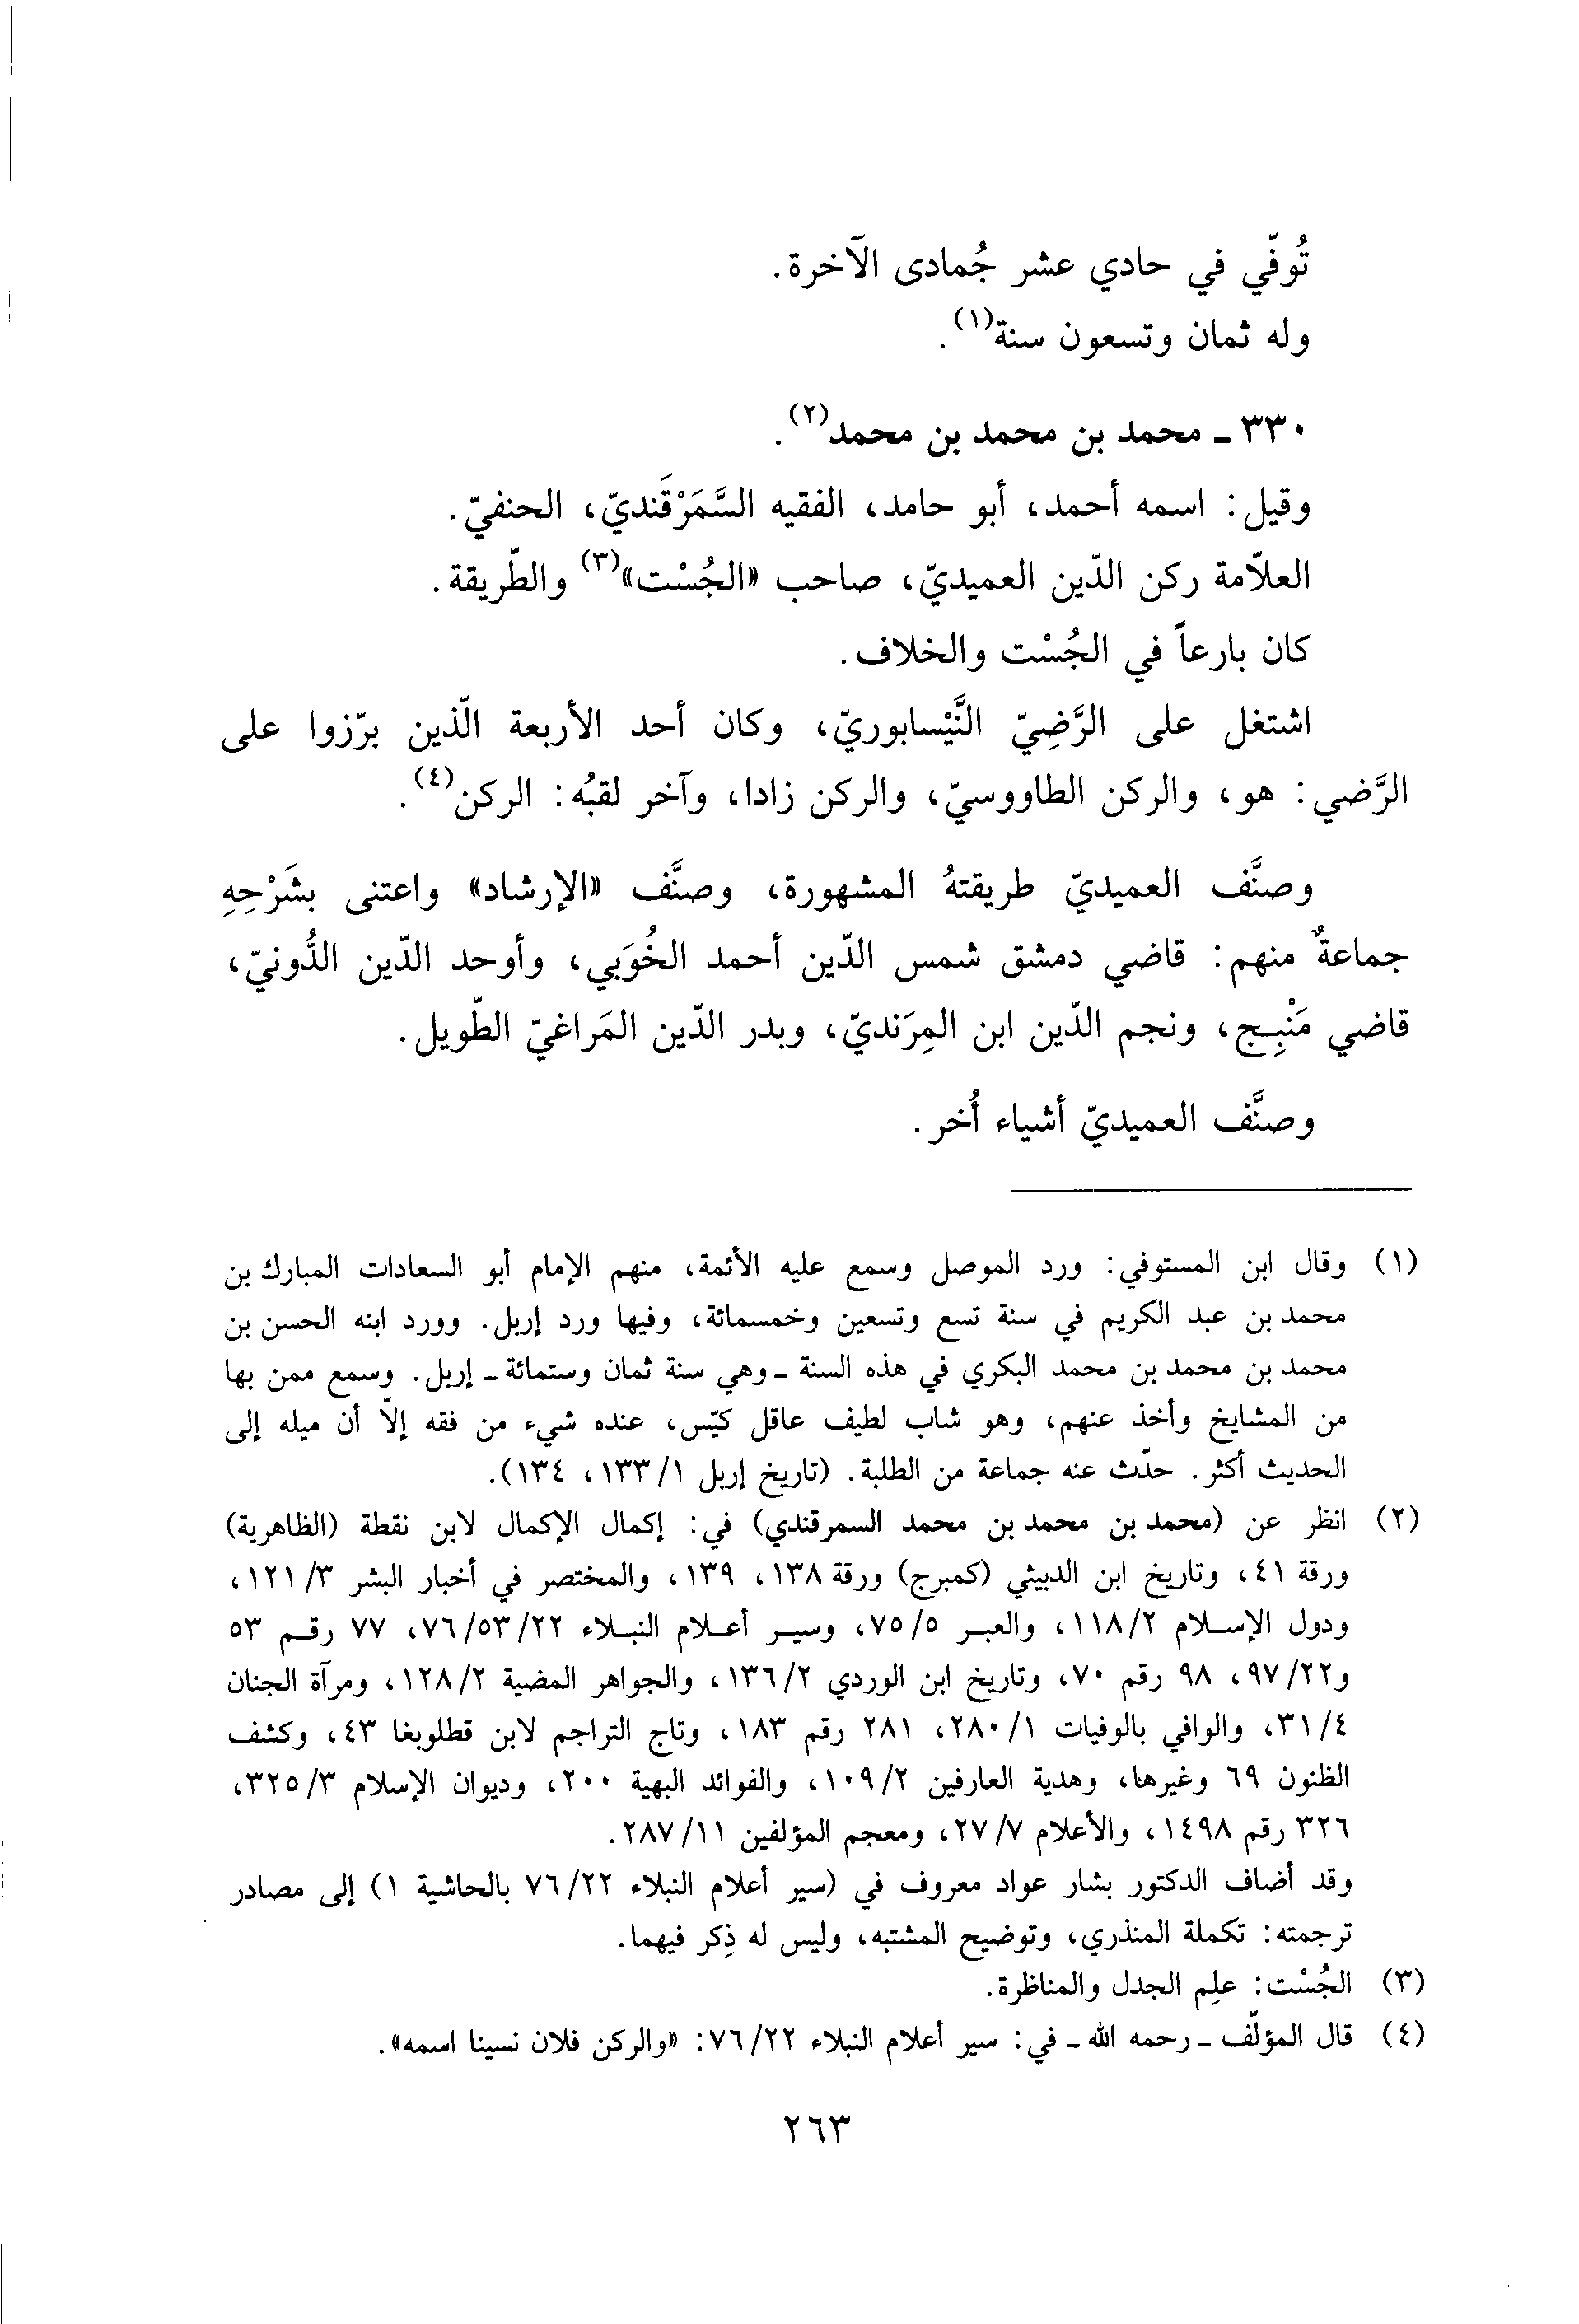 تُوفّي في حادي عشر جُمادى الآخرة.
وله ثمان وتسعون سنة(١).
٣٣٠ ـ محمد بن محمد بن محمد(٢).
وقيل: اسمه أحمد، أبو حامد، الفقيه السَّمَرْقَنديّ، الحنفيّ.
العلاّمة ركن الدّين العميديّ، صاحب «الجُسْت»(٣) والطّريقة.
كان بارعاً في الجُسْت والخلاف.
اشتغل على الرَّضِيّ النَّيْسابوريّ، وكان أحد الأربعة الّذين برّزوا على
الرَّضي: هو، والركن الطاووسيّ، والركن زادا، وآخر لقبُه: الركن(٤).
وصنَّف العميديّ طريقتهُ المشهورة، وصنَّف «الإرشاد» واعتنى بشَرْحِهِ
جماعةٌ منهم: قاضي دمشق شمس الدّين أحمد الخُوَبي، وأوحد الدّين الدُّونيّ،
قاضي مَنْبِج، ونجم الدّين ابن المِرَنديّ، وبدر الدّين المَراغيّ الطّويل.
وصنَّف العميديّ أشياء أُخر.
(١) وقال ابن المستوفي: ورد الموصل وسمع عليه الأئمة، منهم الإمام أبو السعادات المبارك بن
محمد بن عبد الكريم في سنة تسع وتسعين وخمسمائة، وفيها ورد إربل. وورد ابنه الحسن بن
محمد بن محمد بن محمد البكري في هذه السنة ـ وهي سنة ثمان وستمائة ـ إربل. وسمع ممن بها
من المشايخ وأخذ عنهم، وهو شاب لطيف عاقل كيّس، عنده شيء من فقه إلاّ أن ميله إلى
الحديث أكثر. حدّث عنه جماعة من الطلبة. (تاريخ إربل ١/١٣٣، ١٣٤).
(٢) انظر عن (محمد بن محمد بن محمد السمرقندي) في: إكمال الإكمال لابن نقطة (الظاهرية)
ورقة ٤١، وتاريخ ابن الدبيثي (كمبرج) ورقة ١٣٨، ١٣٩، والمختصر في أخبار البشر ٣/١٢١،
ودول الإسلام ٢/١١٨، والعبر ٥/٧٥، وسير أعلام النبلاء ٢٢/٥٣/٧٦، ٧٧ رقم ٥٣
و٢٢/٩٧، ٩٨ رقم ٧٠، وتاريخ ابن الوردي ٢/١٣٦، والجواهر المضية ٢/١٢٨، ومرآة الجنان
٤/٣١، والوافي بالوفيات ١/٢٨٠، ٢٨١ رقم ١٨٣، وتاج التراجم لابن قطلوبغا ٤٣، وكشف
الظنون ٦٩ وغيرها، وهدية العارفين ٢/١٠٩، والفوائد البهية ٢٠٠، وديوان الإسلام ٣/٣٢٥،
٣٢٦ رقم ١٤٩٨، والأعلام ٧/٢٧، ومعجم المؤلفين ١١/٢٨٧.
وقد أضاف الدكتور بشار عواد معروف في (سير أعلام النبلاء ٢٢/٧٦ بالحاشية ١) إلى مصادر
ترجمته: تكملة المنذري، وتوضيح المشتبه، وليس له ذِكر فيهما.
(٣) الجُسْت: علِم الجدل والمناظرة.
(٤) قال المؤلّف ـ رحمه الله ـ في: سير أعلام النبلاء ٢٢/٧٦: «والركن فلان نسينا اسمه».
٢٦٣